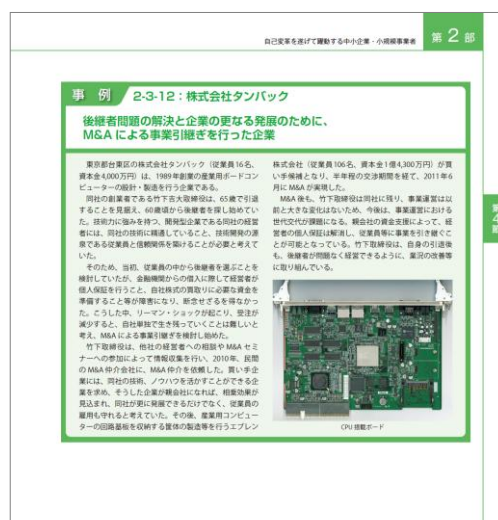 自己変革を遂げて躍動する中小企業・小規模事業者
第2部
事 例 2-3-12：株式会社タンバック
後継者問題の解決と企業の更なる発展のために、
M&Aによる事業引継ぎを行った企業
東京都台東区の株式会社タンバック（従業員16名、
資本金4,000万円）は、1989年創業の産業用ボードコン
ピューターの設計・製造を行う企業である。
同社の創業者である竹下吉大取締役は、65歳で引退
することを見据え、60歳頃から後継者を探し始めてい
た。技術力に強みを持つ、開発型企業である同社の経営
者には、同社の技術に精通していること、技術開発の源
泉である従業員と信頼関係を築けることが必要と考えて
いた。
そのため、当初、従業員の中から後継者を選ぶことを
検討していたが、金融機関からの借入に際して経営者が
個人保証を行うこと、自社株式の買取りに必要な資金を
準備すること等が障害になり、断念せざるを得なかっ
た。こうした中、リーマン・ショックが起こり、受注が
減少すると、自社単独で生き残っていくことは難しいと
考え、M&Aによる事業引継ぎを検討し始めた。
竹下取締役は、他社の経営者への相談やM&Aセミ
ナーへの参加によって情報収集を行い、2010年、民間
のM&A仲介会社に、M&A仲介を依頼した。買い手企
業には、同社の技術、ノウハウを活かすことができる企
業を求め、そうした企業が親会社になれば、相乗効果が
見込まれ、同社が更に発展できるだけでなく、従業員の
雇用も守れると考えていた。その後、産業用コンピュー
ターの回路基板を収納する筐体の製造等を行うエブレン
株式会社（従業員106名、資本金1億4,300万円）が買
い手候補となり、半年程の交渉期間を経て、2011年6
月にM&Aが実現した。
M&A後も、竹下取締役は同社に残り、事業運営は以
前と大きな変化はないため、今後は、事業運営における
世代交代が課題になる。親会社の資金支援によって、経
営者の個人保証は解消し、従業員等に事業を引き継ぐこ
とが可能となっている。竹下取締役は、自身の引退後
も、後継者が問題なく経営できるように、業況の改善等
に取り組んでいる。
CPU搭載ボード